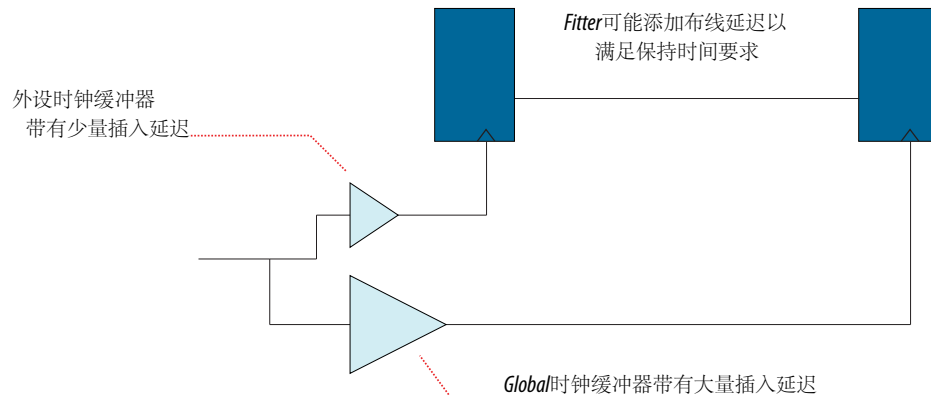 Fitter可能添加布线延迟以
满足保持时间要求
外设时钟缓冲器
带有少量插入延迟
Global时钟缓冲器带有大量插入延迟